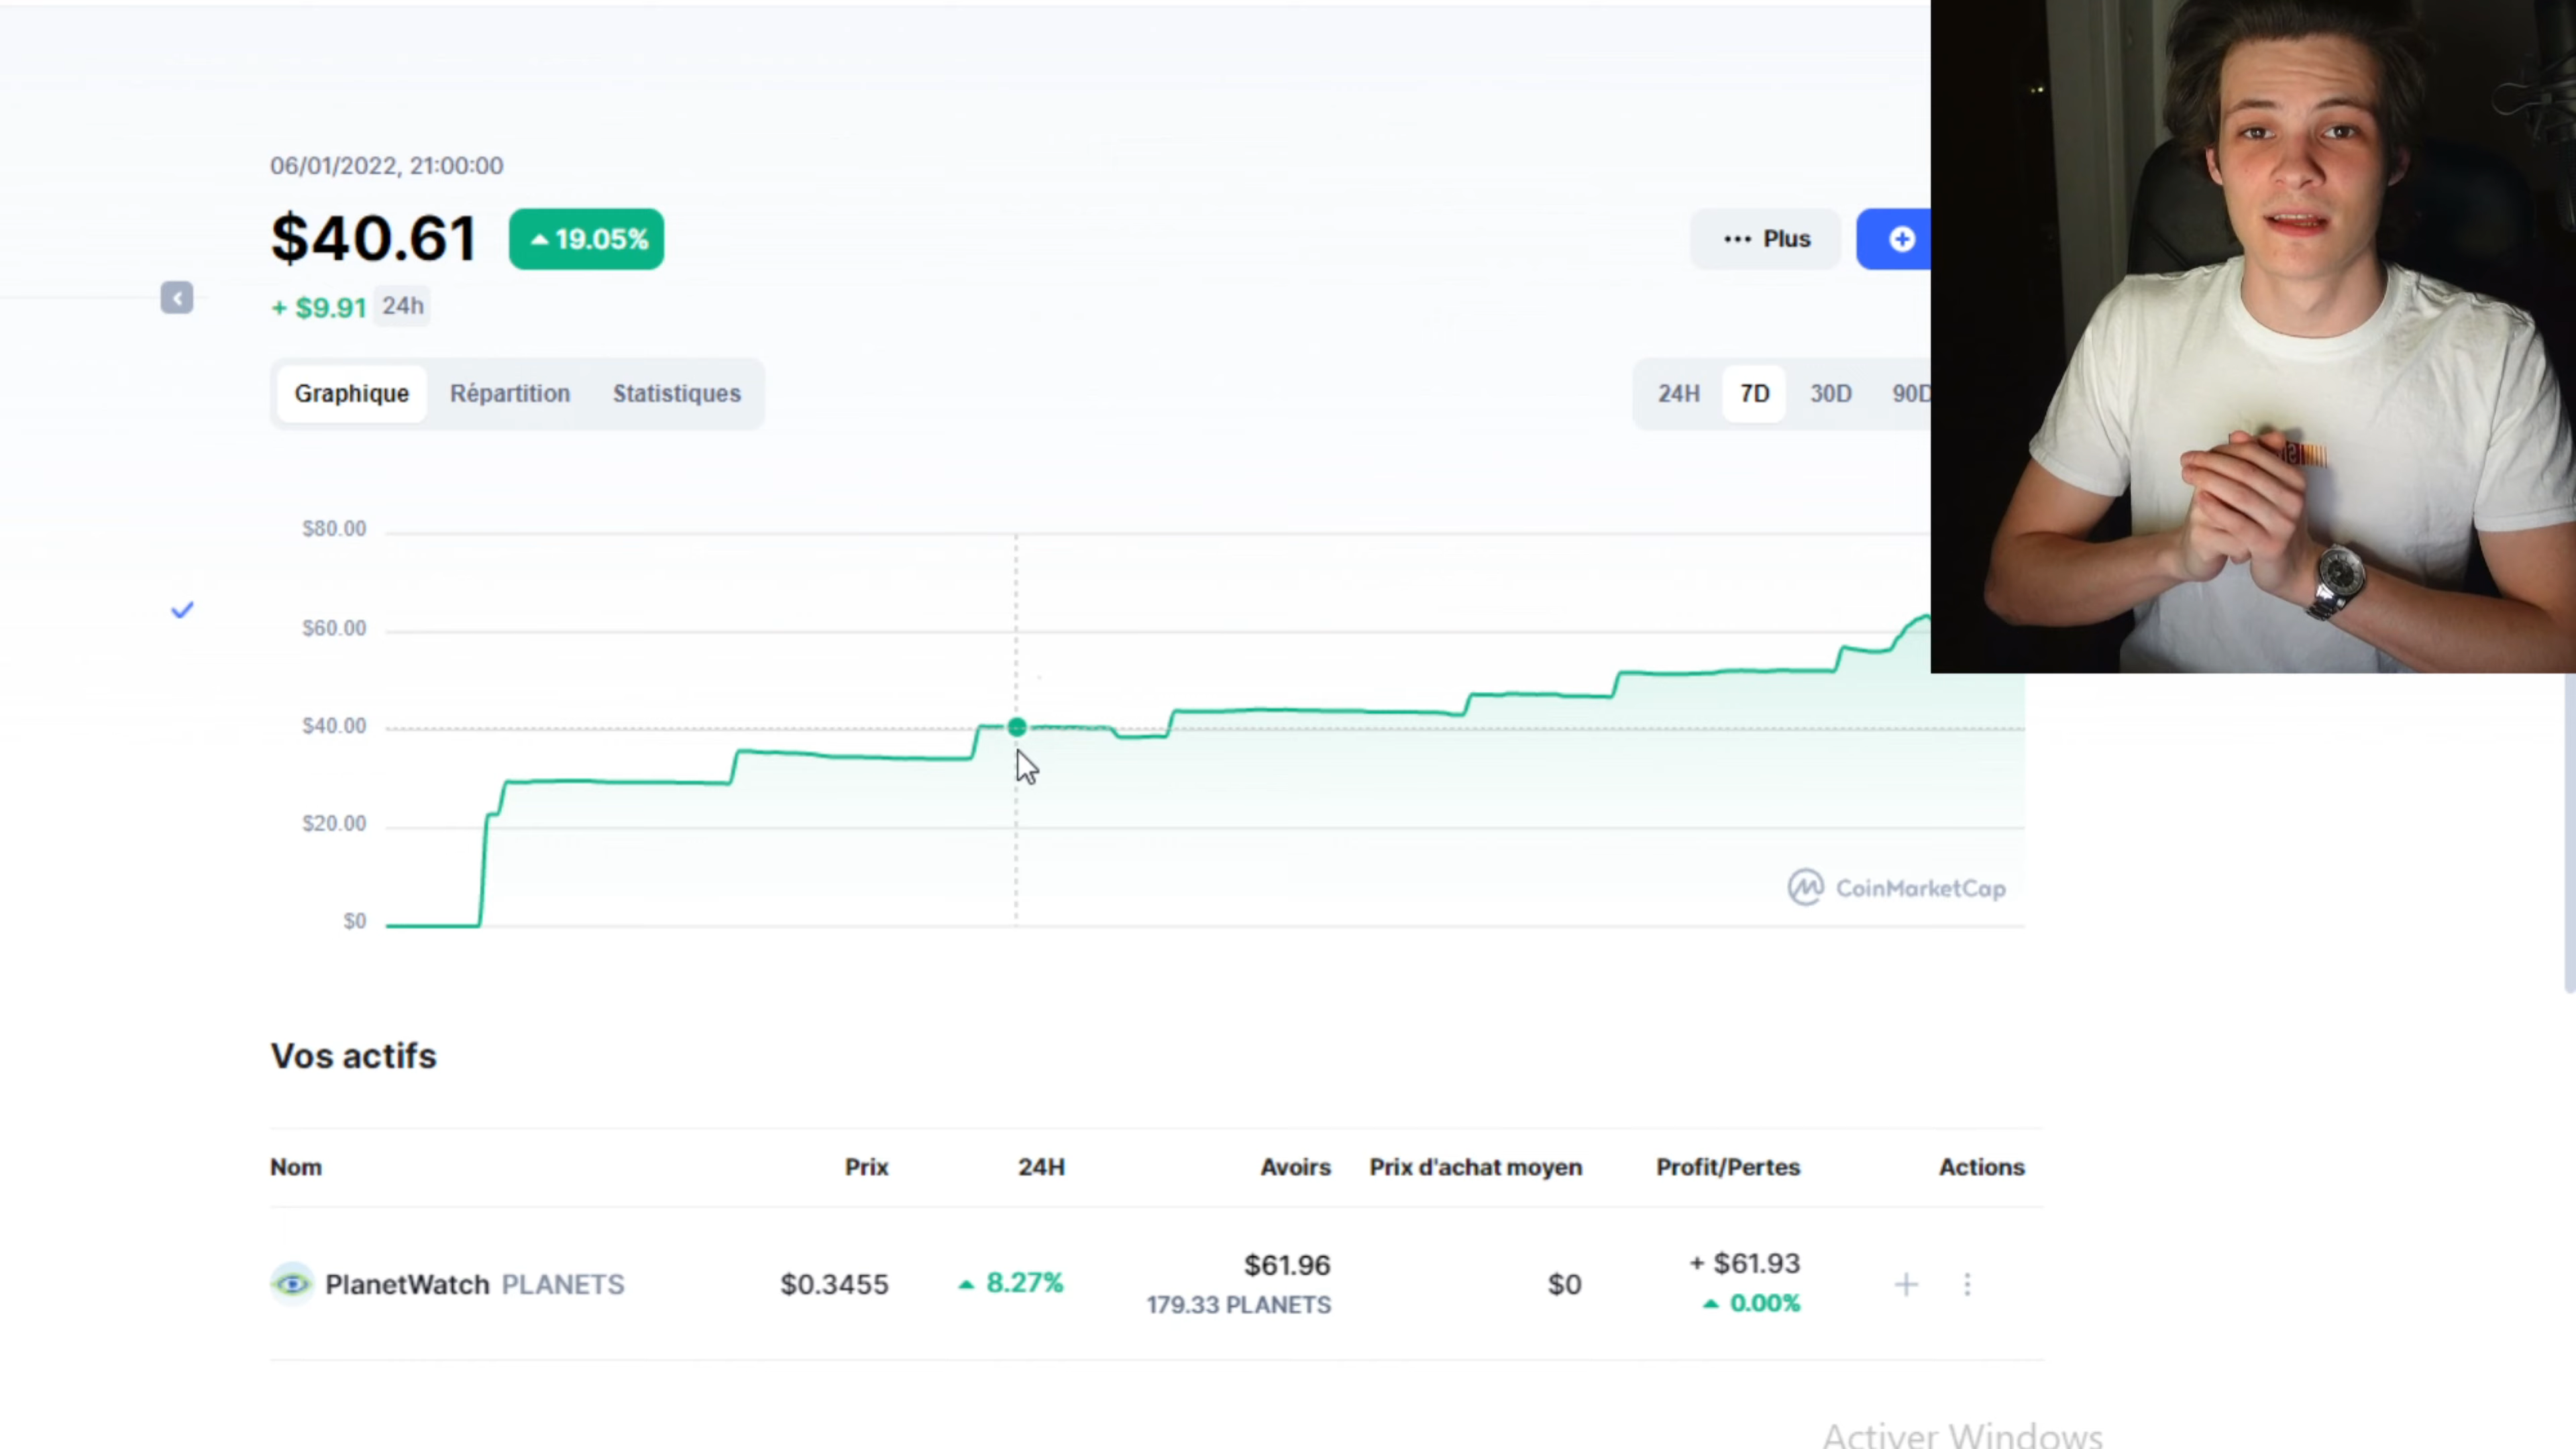 06/01/2022, 21:00:00
$40.61 19.05%
+ $9.91 24h
Plus
Graphique Répartition Statistiques
24H 7D 30D 90D
$80.00
$60.00
$40.00
$20.00
$0
CoinMarketCap
Vos actifs
Nom Prix 24H Avoirs Prix d'achat moyen Profit/Pertes Actions
PlanetWatch PLANETS $0.3455 8.27% $61.96 $0 + $61.93
179.33 PLANETS 0.00%
Activer Windows